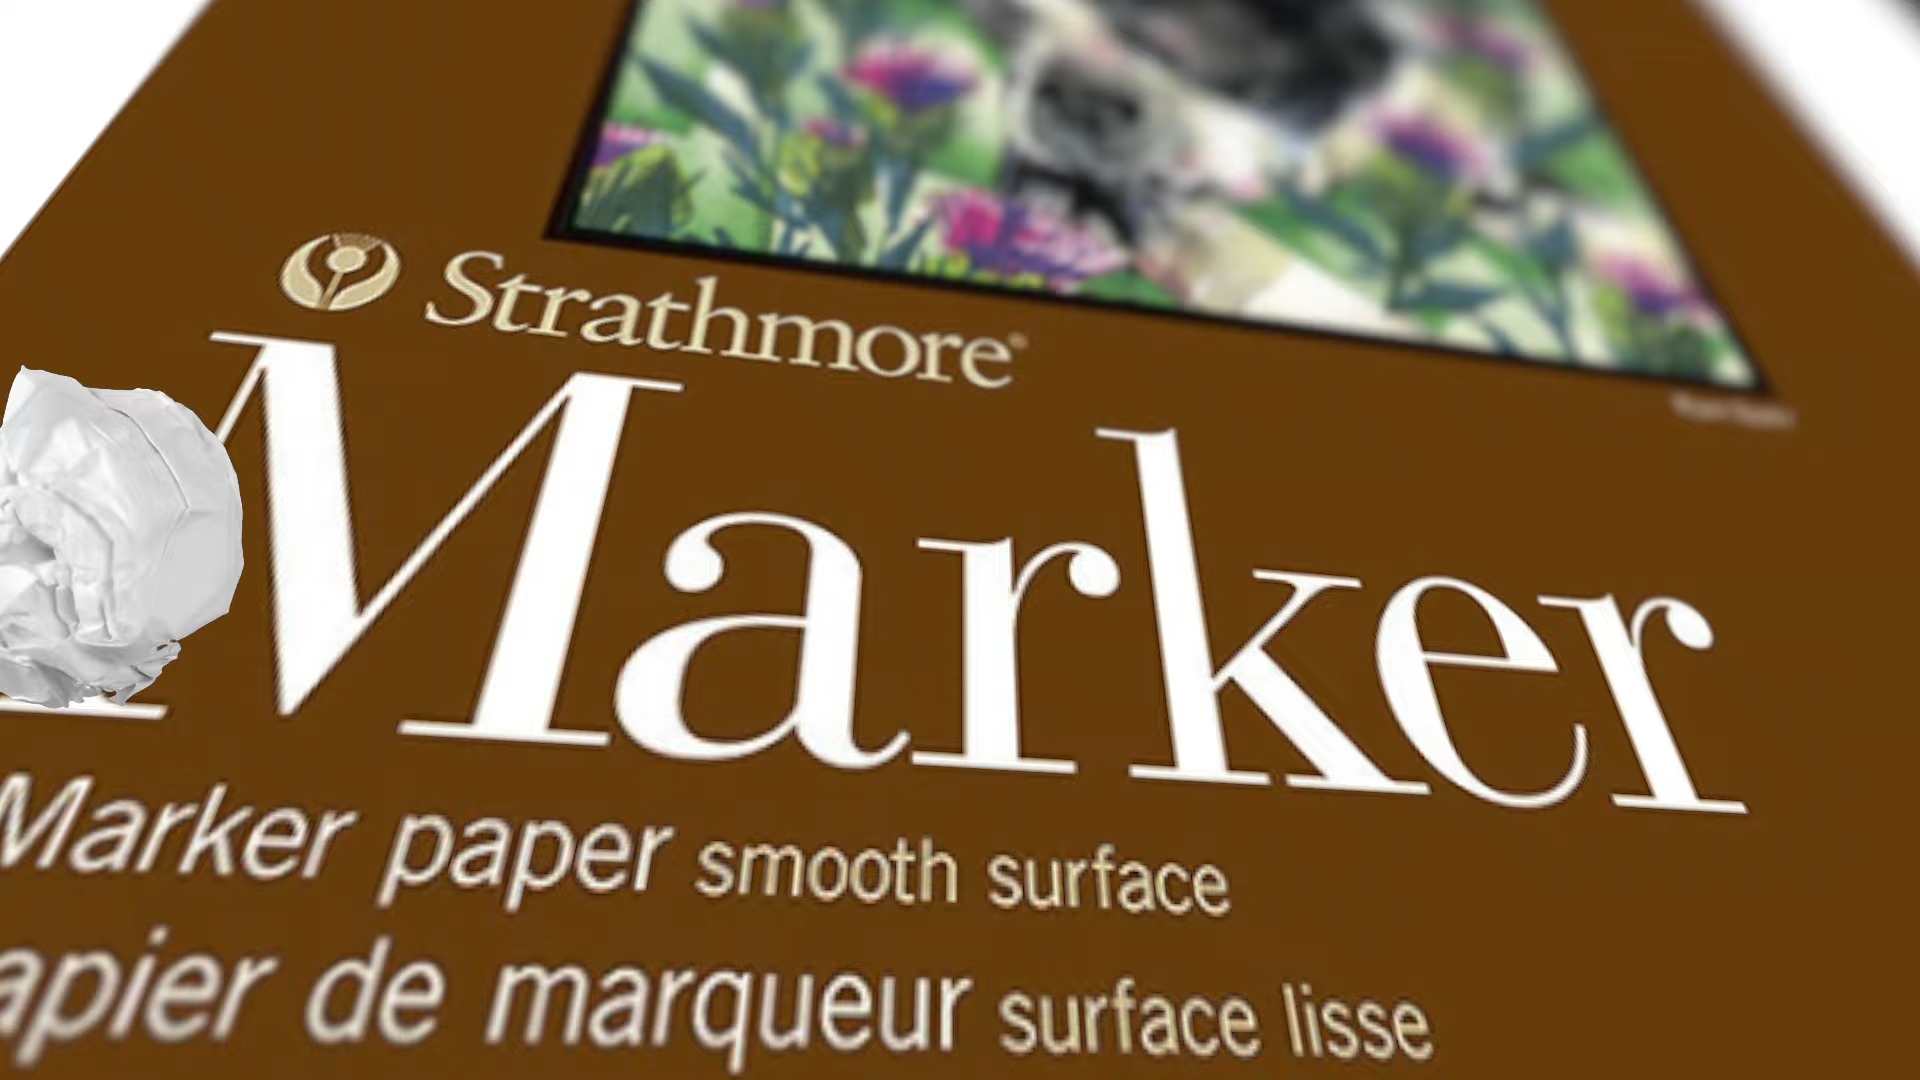 Strathmore®
Marker
Marker paper smooth surface
apier de marqueur surface lisse